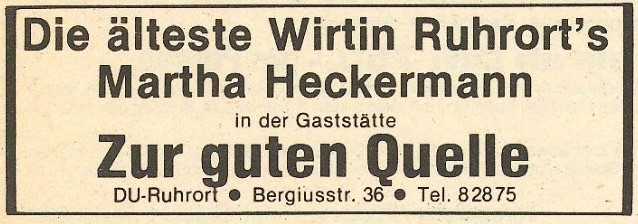 Die älteste Wirtin Ruhrort's
Martha Heckermann
in der Gaststätte
Zur guten Quelle
DU-Ruhrort ● Bergiusstr. 36 ● Tel. 82875